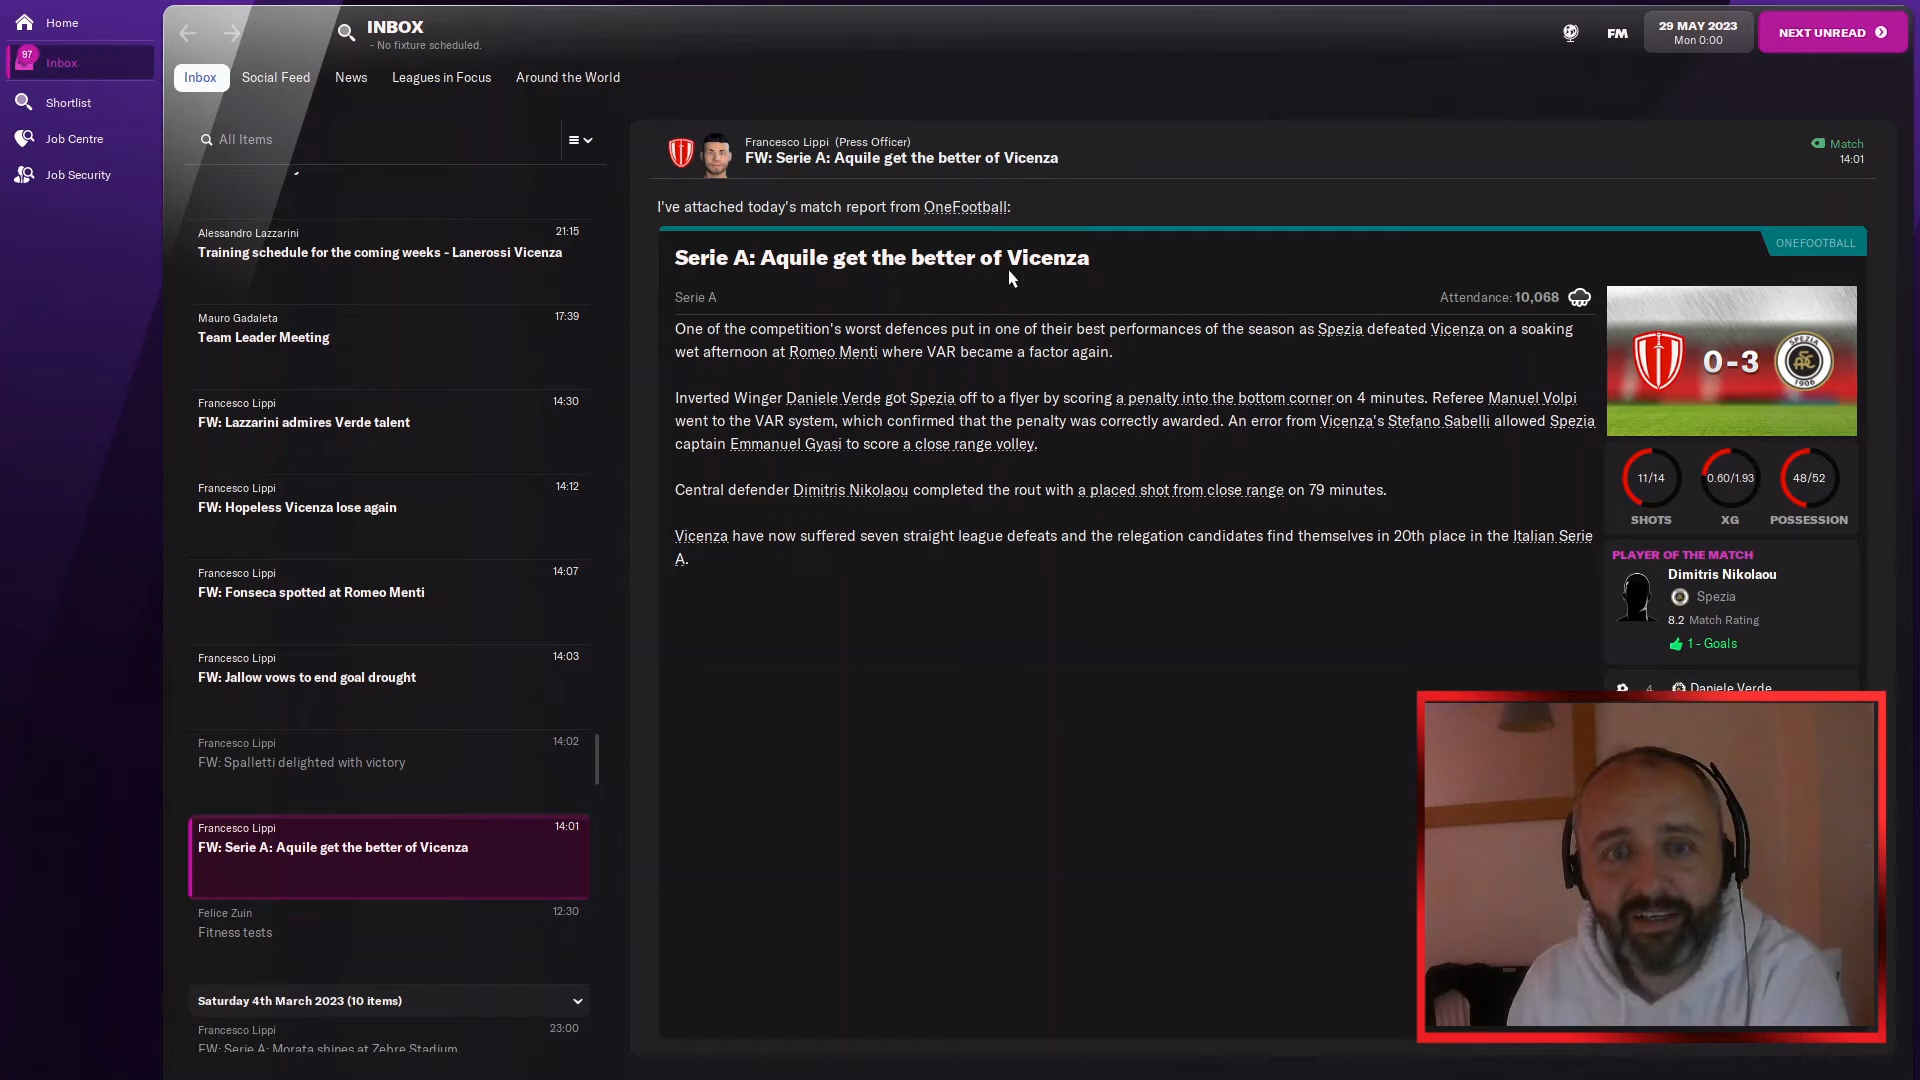 Home
97
Inbox
Shortlist
Job Centre
Job Security
INBOX
- No fixture scheduled.
FM
29 MAY 2023
Mon 0:00
NEXT UNREAD
Inbox
Social Feed
News
Leagues in Focus
Around the World
All Items
Alessandro Lazzarini
21:15
Training schedule for the coming weeks - Lanerossi Vicenza
Mauro Gadaleta
17:39
Team Leader Meeting
Francesco Lippi
14:30
FW: Lazzarini admires Verde talent
Francesco Lippi
14:12
FW: Hopeless Vicenza lose again
Francesco Lippi
14:07
FW: Fonseca spotted at Romeo Menti
Francesco Lippi
14:03
FW: Jallow vows to end goal drought
Francesco Lippi
14:02
FW: Spalletti delighted with victory
Francesco Lippi
14:01
FW: Serie A: Aquile get the better of Vicenza
Felice Zuin
12:30
Fitness tests
Saturday 4th March 2023 (10 items)
Francesco Lippi
23:00
FW: Serie A: Morata shines at Zebre Stadium
Francesco Lippi (Press Officer)
FW: Serie A: Aquile get the better of Vicenza
Match
14:01
I've attached today's match report from OneFootball:
ONEFOOTBALL
Serie A: Aquile get the better of Vicenza
Serie A
Attendance: 10,068
One of the competition's worst defences put in one of their best performances of the season as Spezia defeated Vicenza on a soaking
wet afternoon at Romeo Menti where VAR became a factor again.
Inverted Winger Daniele Verde got Spezia off to a flyer by scoring a penalty into the bottom corner on 4 minutes. Referee Manuel Volpi
went to the VAR system, which confirmed that the penalty was correctly awarded. An error from Vicenza's Stefano Sabelli allowed Spezia
captain Emmanuel Gyasi to score a close range volley.
Central defender Dimitris Nikolaou completed the rout with a placed shot from close range on 79 minutes.
Vicenza have now suffered seven straight league defeats and the relegation candidates find themselves in 20th place in the Italian Serie
A.
0-3
SPEZIA
1906
11/14
0.60/1.93
48/52
SHOTS
XG
POSSESSION
PLAYER OF THE MATCH
Dimitris Nikolaou
Spezia
8.2 Match Rating
1 - Goals
4
Daniele Verde